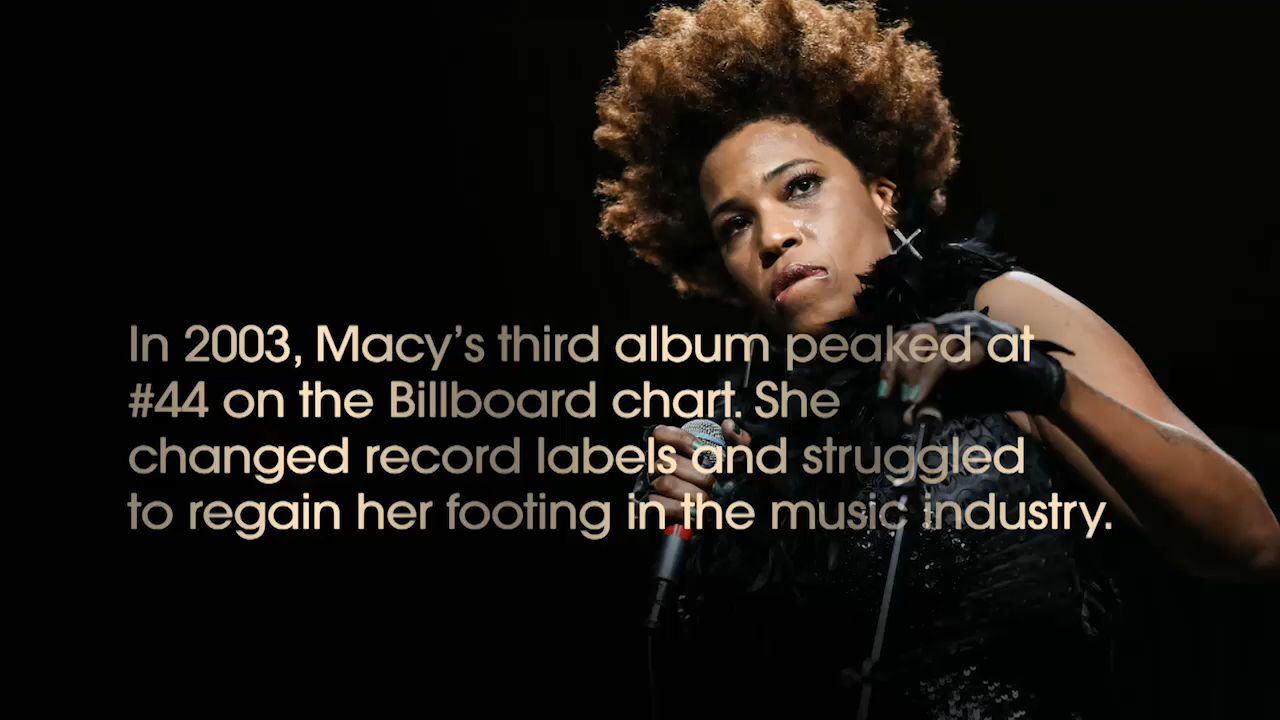 In 2003, Macy’s third album peaked at
#44 on the Billboard chart. She
changed record labels and struggled
to regain her footing in the music industry.